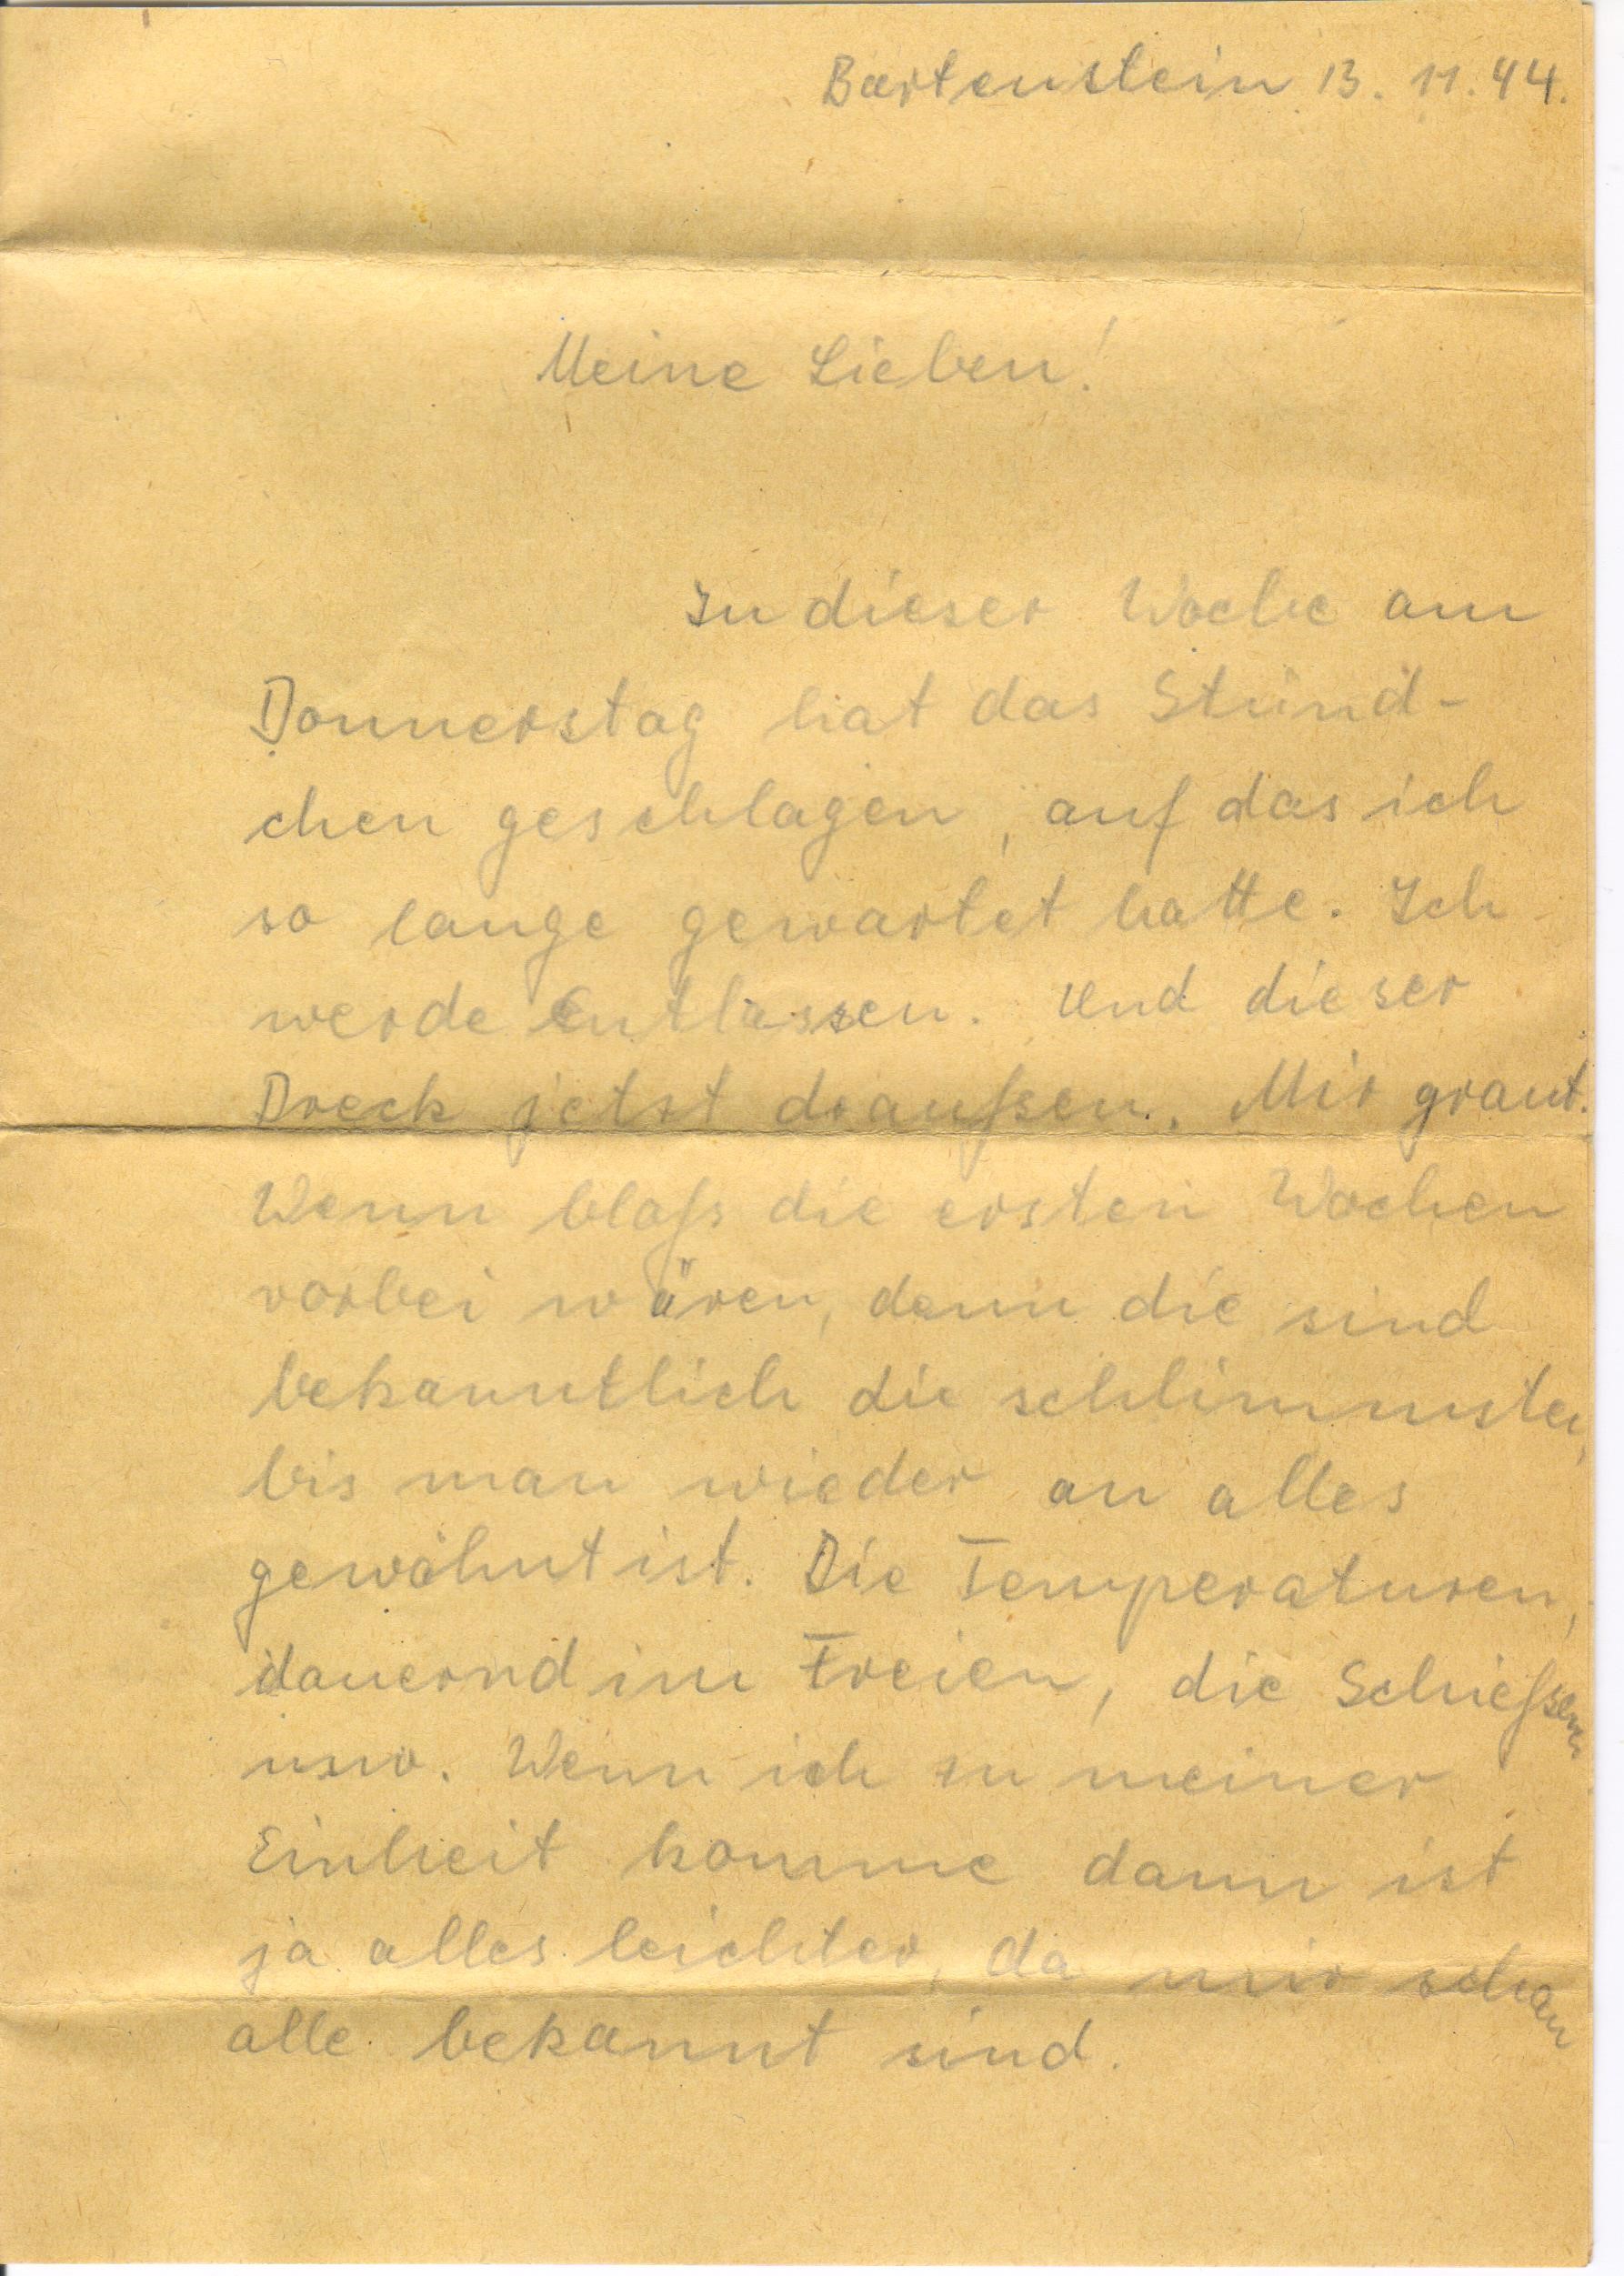 Bartenstein 13. 11. 44.
Meine Lieben!
In dieser Woche am
Donnerstag hat das Stünd-
chen geschlagen, auf das ich
so lange gewartet hatte. Ich
werde Entlassen. Und dieser
Dreck jetzt draußen. Mir graut.
Wenn bloß die ersten Wochen
vorbei wären, denn die sind
bekanntlich die schlimmsten,
bis man wieder an alles
gewöhnt ist. Die Temperaturen,
dauernd im Freien, die Schießen
usw. Wenn ich zu meiner
Einheit komme dann ist
ja alles leichter, da mir schon
alle bekannt sind.